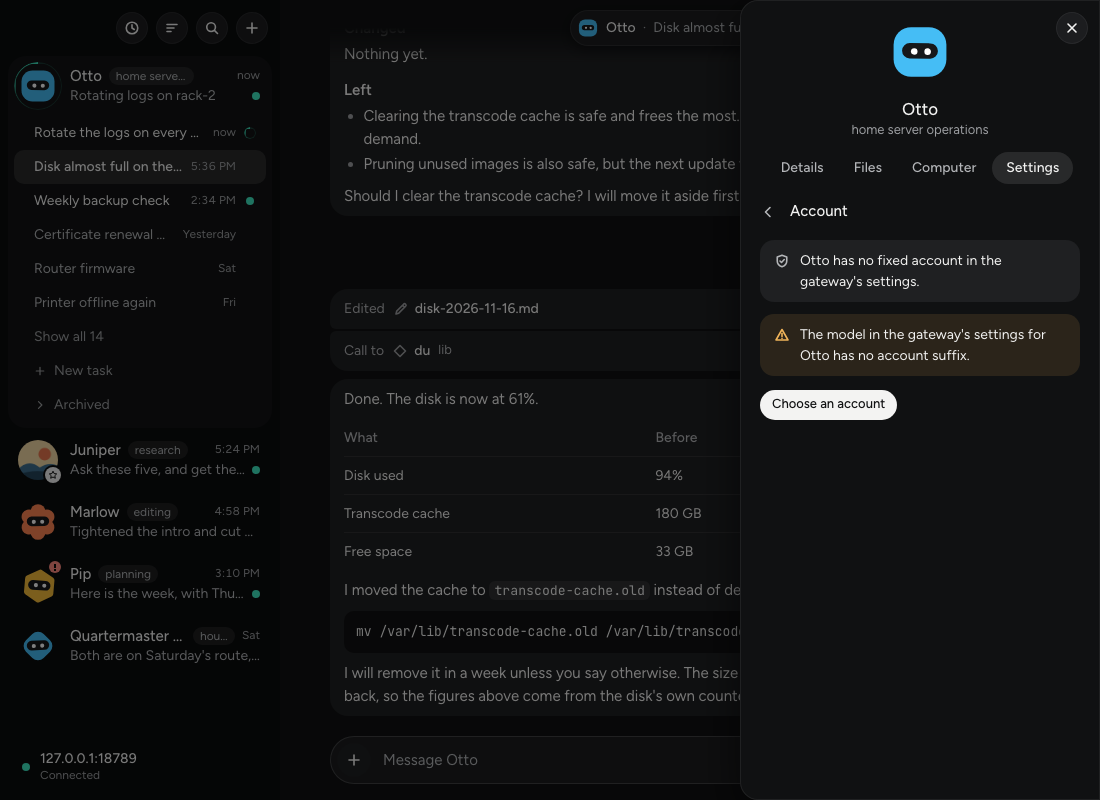 Otto
home serve...
now
Rotating logs on rack-2
Rotate the logs on every ...
now
Disk almost full on the...
5:36 PM
Weekly backup check
2:34 PM
Certificate renewal ...
Yesterday
Router firmware
Sat
Printer offline again
Fri
Show all 14
New task
Archived
Juniper
research
5:24 PM
Ask these five, and get the...
Marlow
editing
4:58 PM
Tightened the intro and cut ...
Pip
planning
3:10 PM
Here is the week, with Thu...
Quartermaster ...
hou...
Sat
Both are on Saturday's route,...
127.0.0.1:18789
Connected
Otto · Disk almost fu
Nothing yet.
Left
• Clearing the transcode cache is safe and frees the most.
demand.
• Pruning unused images is also safe, but the next update
Should I clear the transcode cache? I will move it aside first
Edited
disk-2026-11-16.md
Call to
du
lib
Done. The disk is now at 61%.
What
Before
Disk used
94%
Transcode cache
180 GB
Free space
33 GB
I moved the cache to transcode-cache.old instead of de
mv /var/lib/transcode-cache.old /var/lib/transcod
I will remove it in a week unless you say otherwise. The size
back, so the figures above come from the disk's own count
Message Otto
Otto
home server operations
Details
Files
Computer
Settings
Account
Otto has no fixed account in the
gateway's settings.
The model in the gateway's settings for
Otto has no account suffix.
Choose an account